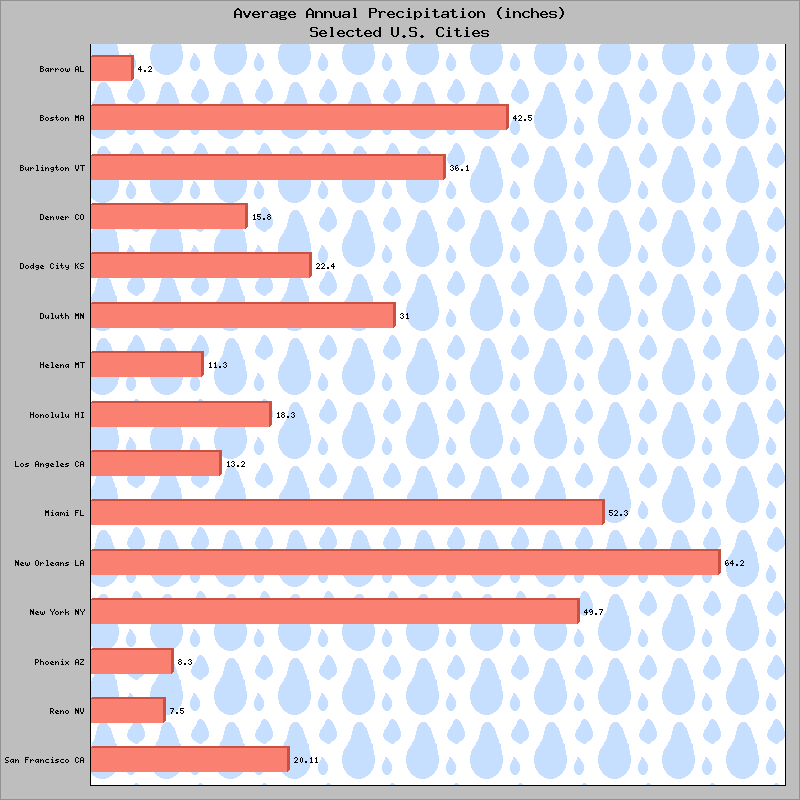 Average Annual Precipitation (inches)
Selected U.S. Cities
Barrow AL 4.2
Boston MA 42.5
Burlington VT 36.1
Denver CO 15.8
Dodge City KS 22.4
Duluth MN 31
Helena MT 11.3
Honolulu HI 18.3
Los Angeles CA 13.2
Miami FL 52.3
New Orleans LA 64.2
New York NY 49.7
Phoenix AZ 8.3
Reno NV 7.5
San Francisco CA 20.11